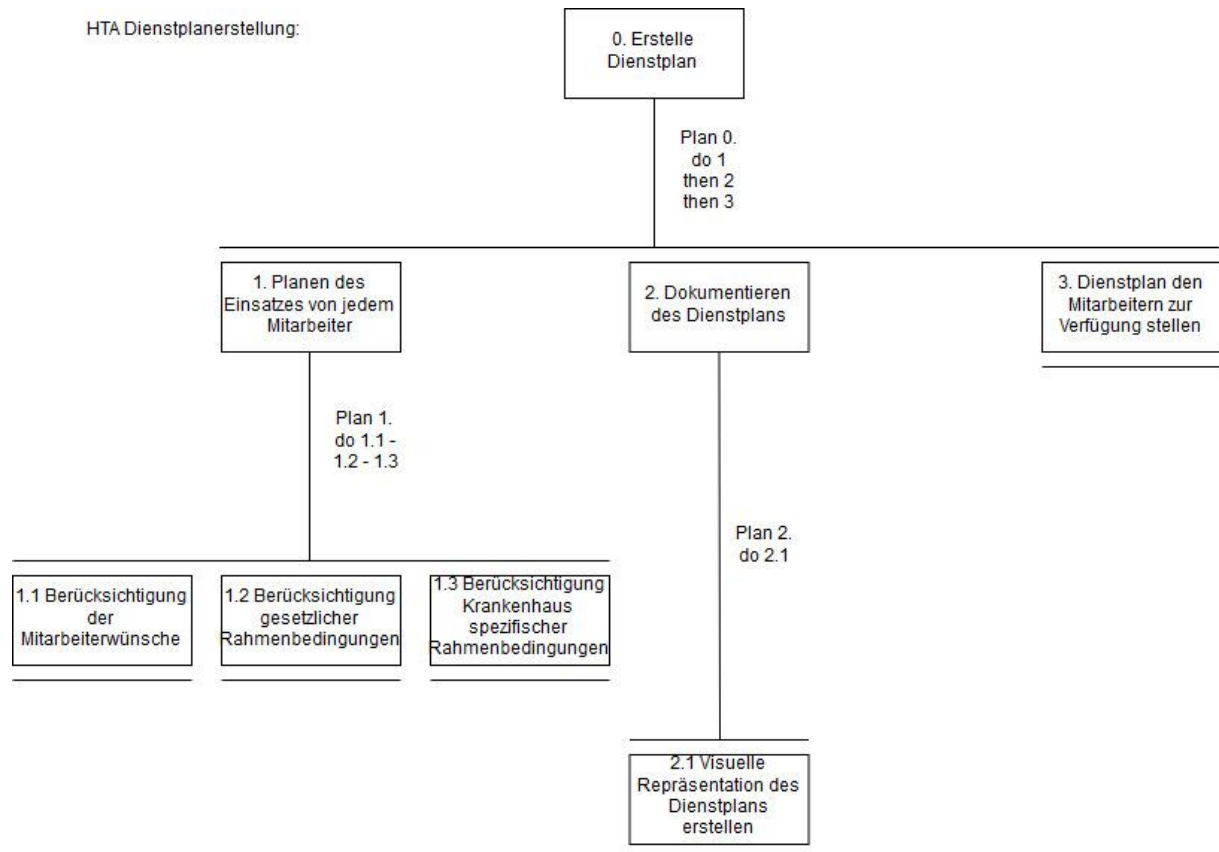 HTA Dienstplanerstellung:
0. Erstelle
Dienstplan
Plan 0.
do 1
then 2
then 3
1. Planen des
Einsatzes von jedem
Mitarbeiter
2. Dokumentieren
des Dienstplans
3. Dienstplan den
Mitarbeitern zur
Verfügung stellen
Plan 1.
do 1.1 -
1.2 - 1.3
Plan 2.
do 2.1
1.1 Berücksichtigung
der
Mitarbeiterwünsche
1.2 Berücksichtigung
gesetzlicher
Rahmenbedingungen
1.3 Berücksichtigung
Krankenhaus
spezifischer
Rahmenbedingungen
2.1 Visuelle
Repräsentation des
Dienstplans
erstellen